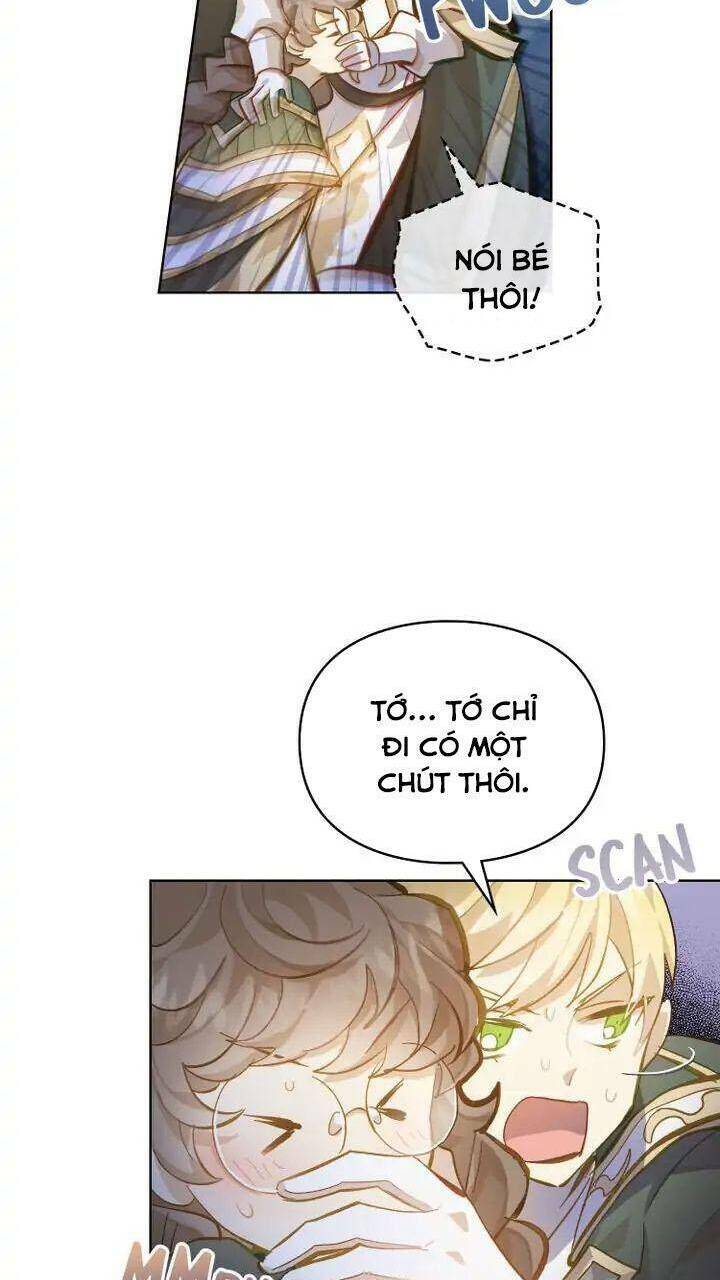 NÓI BÉ
THÔI!
TỚ... TỚ CHỈ
ĐI CÓ MỘT
CHÚT THÔI.
SCAN